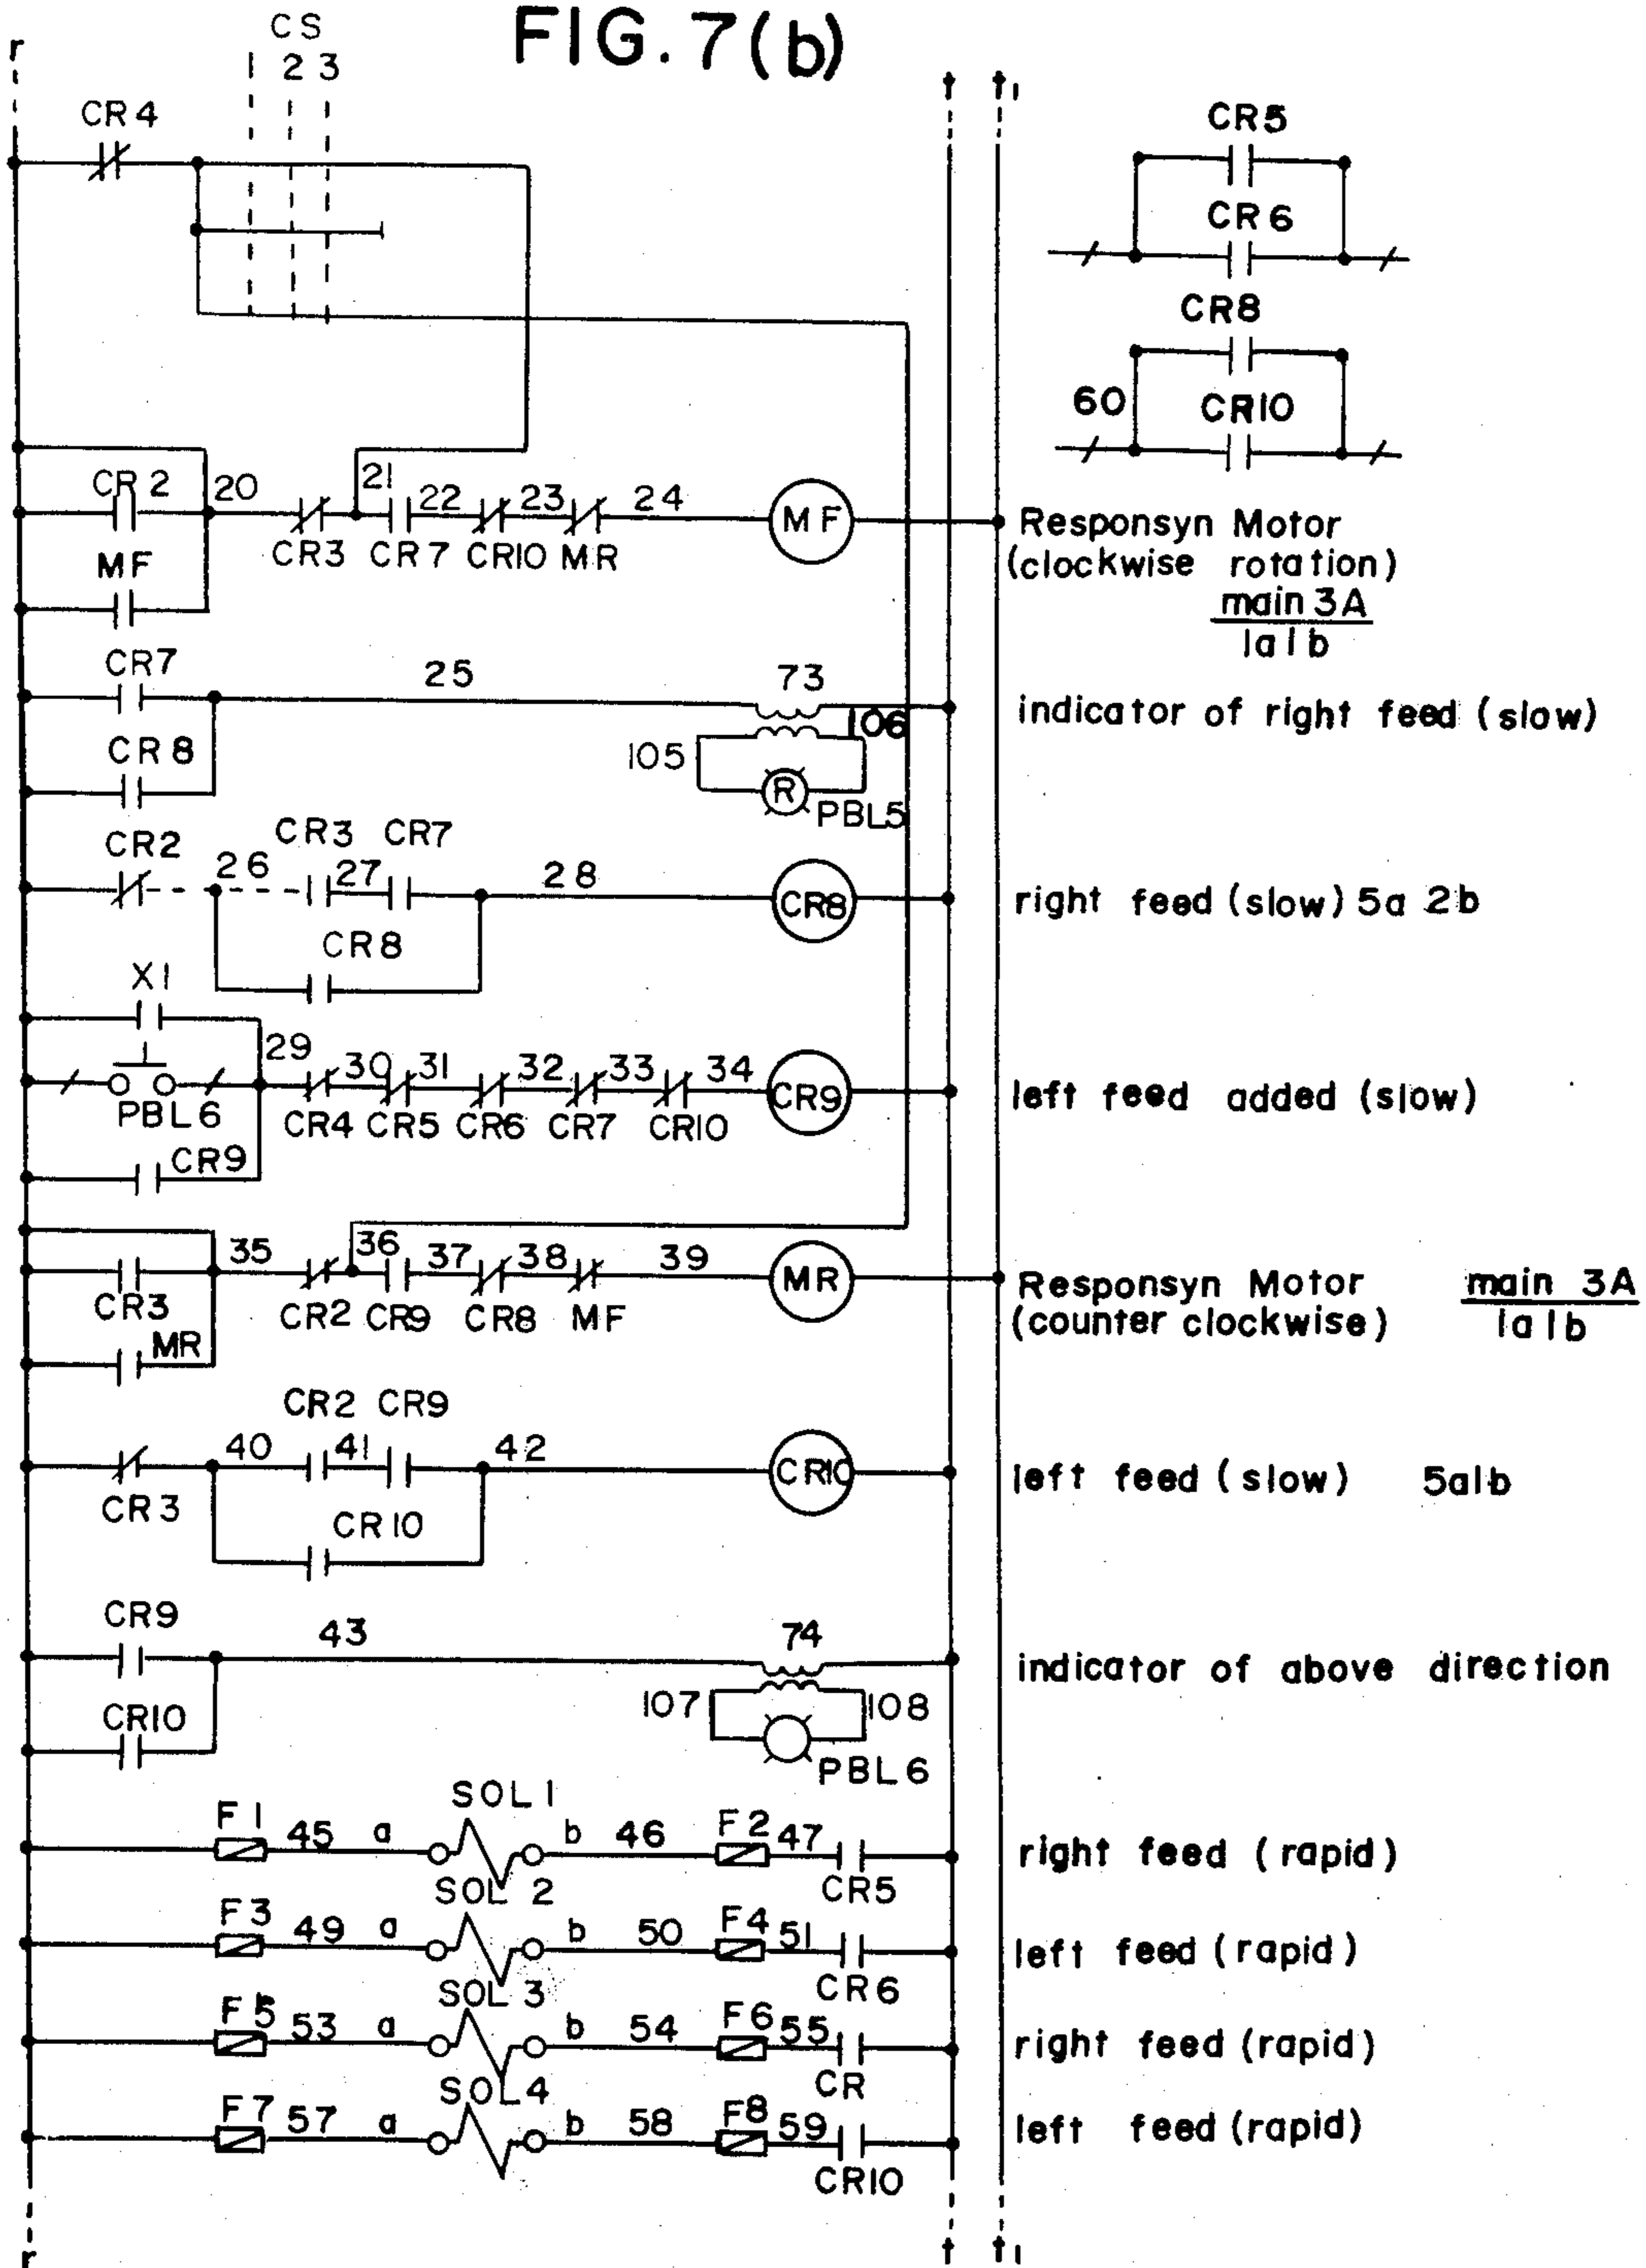 FIG. 7(b)
CS
1 2 3
r
t t1
CR4
CR5
CR6
CR8
60 CR10
CR2 20 21 22 23 24 MF
CR3 CR7 CR10 MR
MF
Responsyn Motor
(clockwise rotation)
main 3A
1a1b
CR7 25 73
106
CR8 105 R PBL5
indicator of right feed (slow)
CR2 26 CR3 27 CR7 28 CR8
CR8
right feed (slow) 5a 2b
X1
29 30 31 32 33 34 CR9
PBL6 CR4 CR5 CR6 CR7 CR10
CR9
left feed added (slow)
35 36 37 38 39 MR
CR3 CR2 CR9 CR8 MF
MR
Responsyn Motor main 3A
(counter clockwise) 1a1b
CR2 CR9
40 41 42 CR10
CR3
CR10
left feed (slow) 5a1b
CR9 43 74
CR10 107 108
PBL6
indicator of above direction
SOL1
F1 45 a b 46 F2 47
CR5
right feed (rapid)
SOL 2
F3 49 a b 50 F4 51
CR6
left feed (rapid)
SOL 3
F5 53 a b 54 F6 55
CR
right feed (rapid)
SOL4
F7 57 a b 58 F8 59
CR10
left feed (rapid)
r t t1